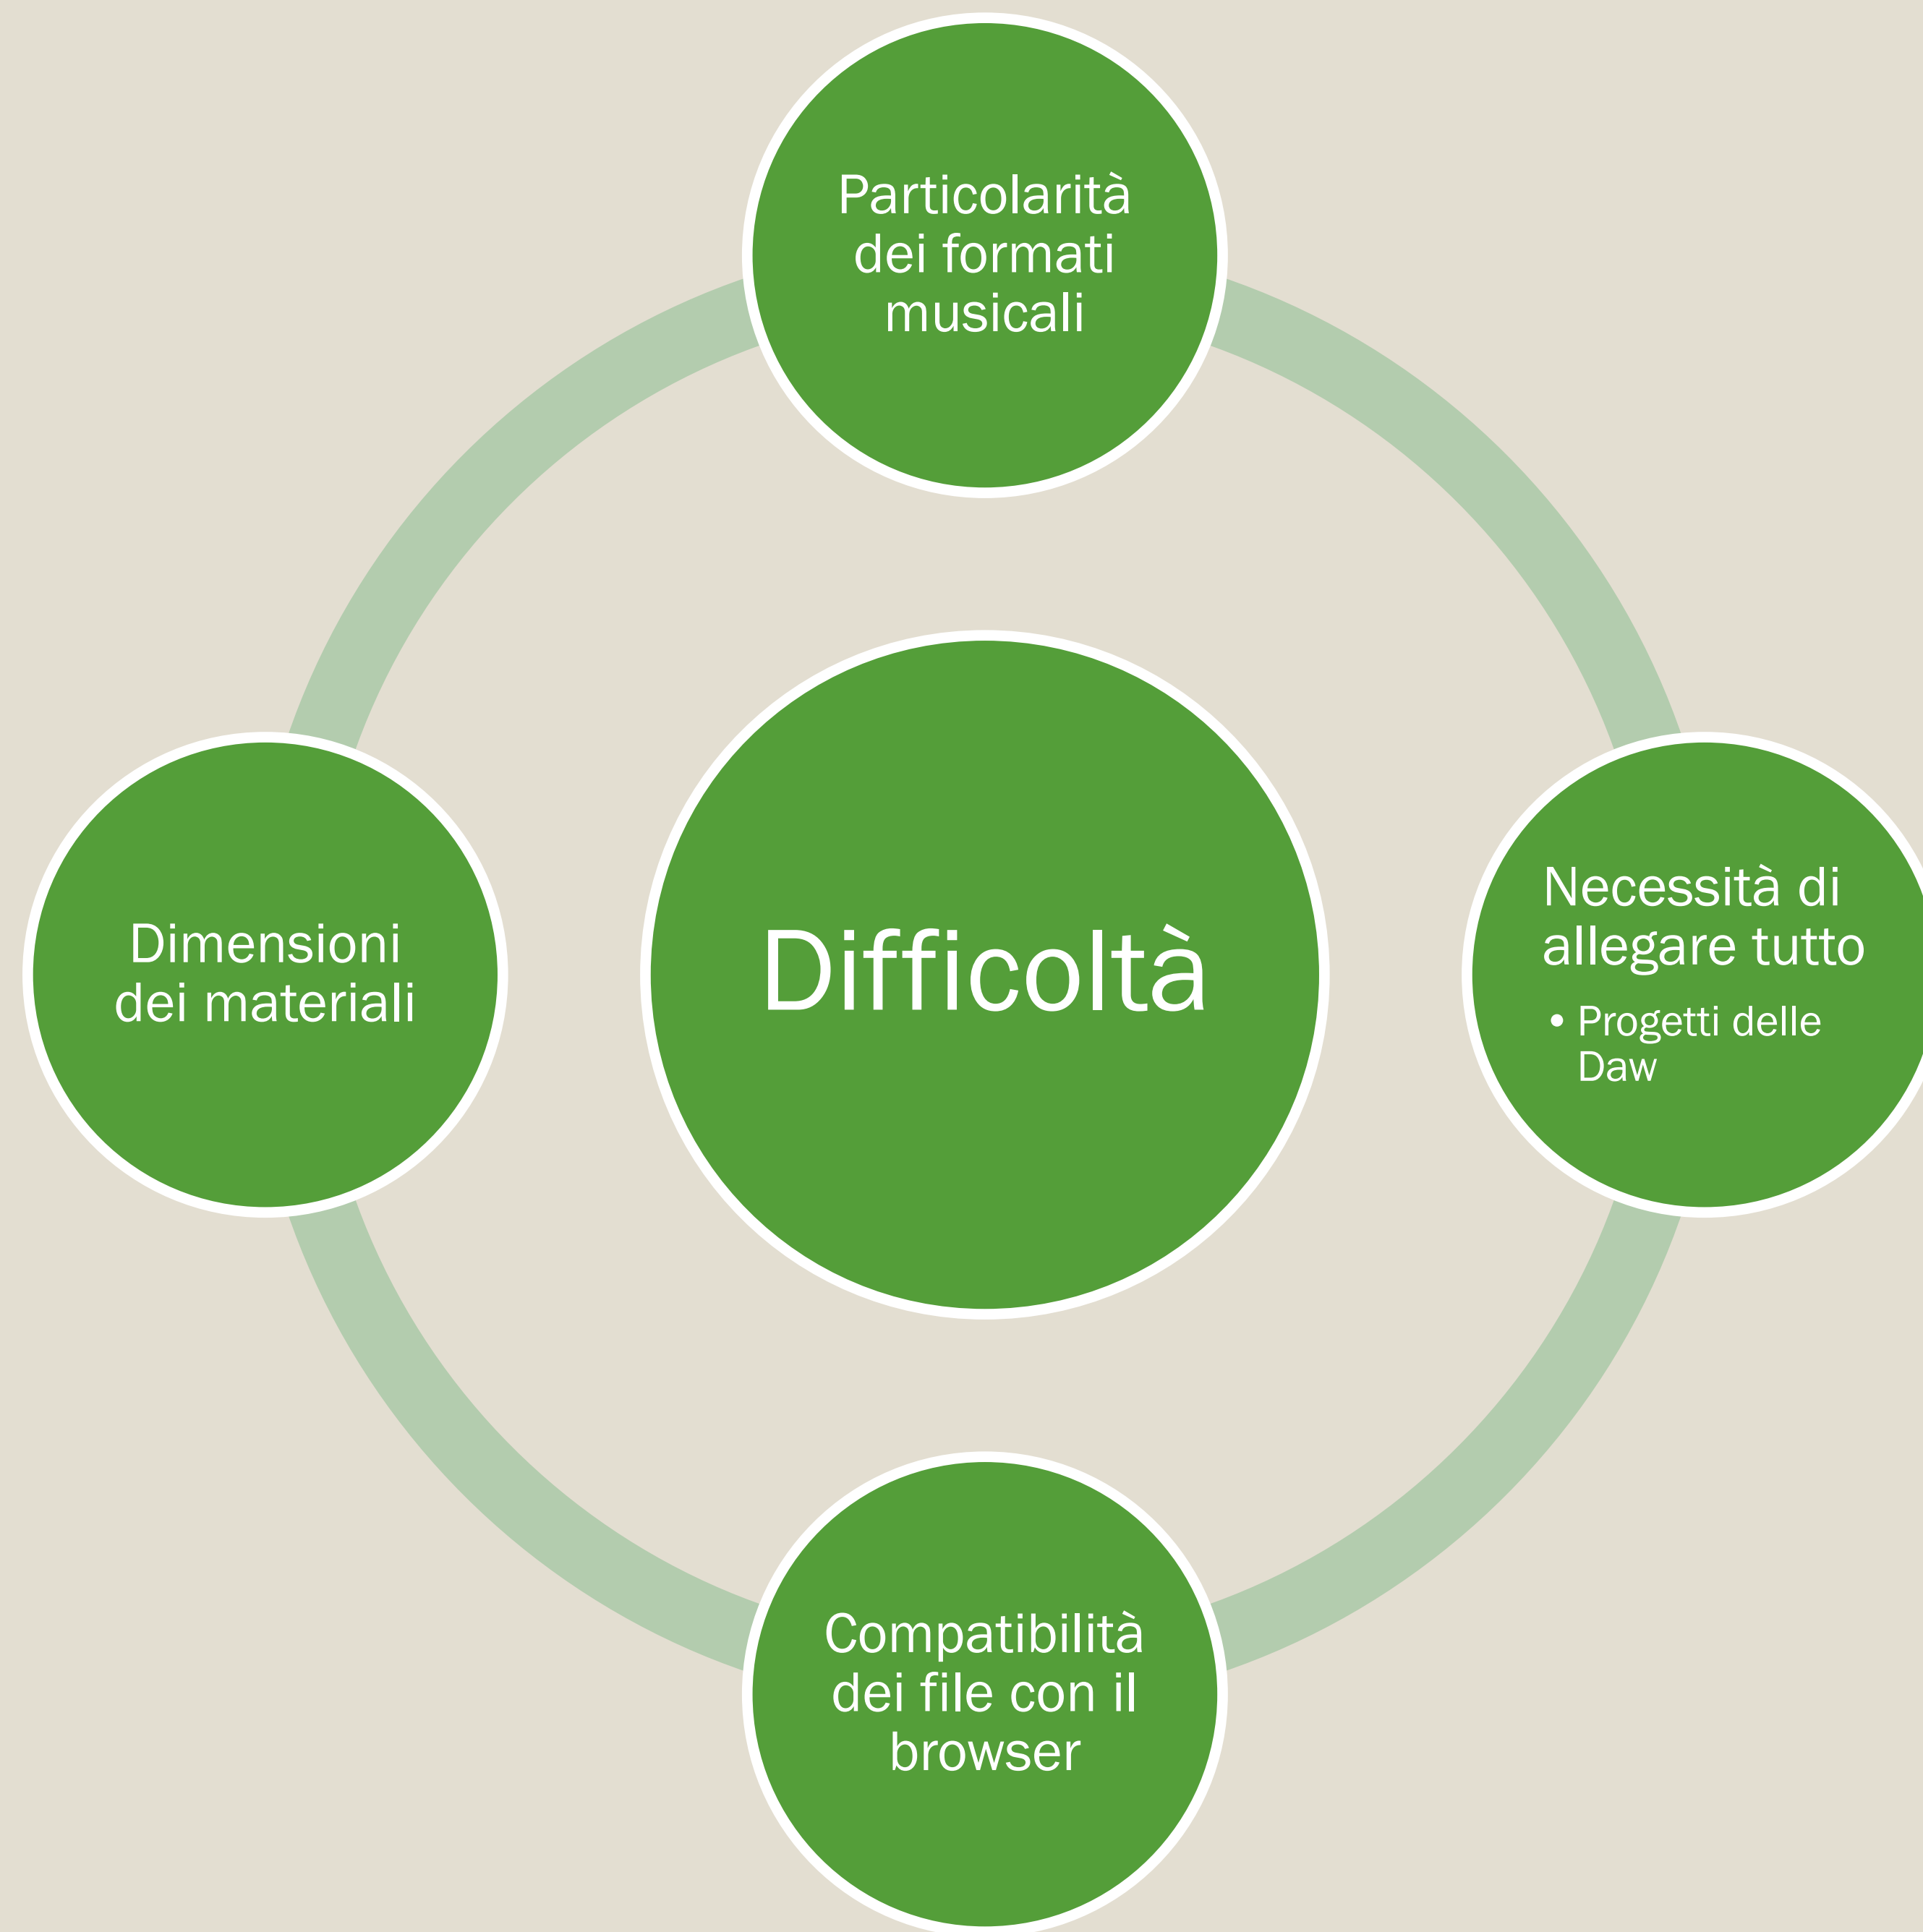 Particolarità
dei formati
musicali
Difficoltà
Necessità di
allegare tutto
• Progetti delle
Daw
Compatibilità
dei file con il
browser
Dimensioni
dei materiali